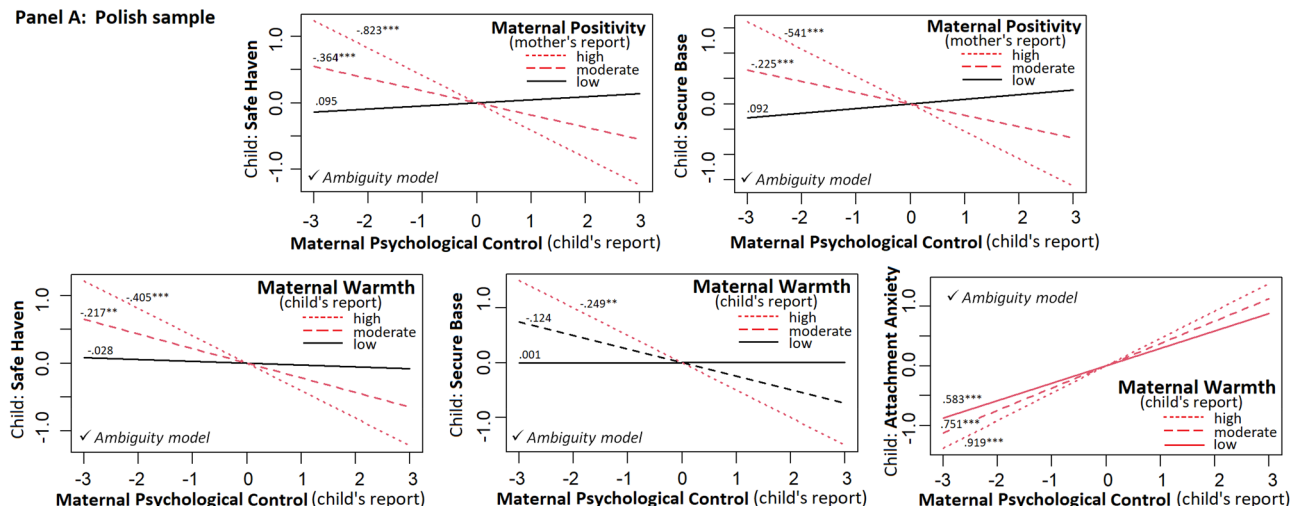 Panel A: Polish sample
Maternal Positivity
(mother's report)
high
moderate
low
-.823***
-.364***
.095
✓ Ambiguity model
Child: Safe Haven
1.0
0.0
-1.0
-3 -2 -1 0 1 2 3
Maternal Psychological Control (child's report)
Maternal Positivity
(mother's report)
high
moderate
low
-541***
-.225***
.092
✓ Ambiguity model
Child: Secure Base
1.0
0.0
-1.0
-3 -2 -1 0 1 2 3
Maternal Psychological Control (child's report)
Maternal Warmth
(child's report)
high
moderate
low
-.405***
-.217**
-.028
✓ Ambiguity model
Child: Safe Haven
1.0
0.0
-1.0
-3 -2 -1 0 1 2 3
Maternal Psychological Control (child's report)
Maternal Warmth
(child's report)
high
moderate
low
-.249**
-.124
.001
✓ Ambiguity model
Child: Secure Base
1.0
0.0
-1.0
-3 -2 -1 0 1 2 3
Maternal Psychological Control (child's report)
✓ Ambiguity model
Child: Attachment Anxiety
1.0
0.0
-1.0
.583***
.751***
.919***
Maternal Warmth
(child's report)
high
moderate
low
-3 -2 -1 0 1 2 3
Maternal Psychological Control (child's report)